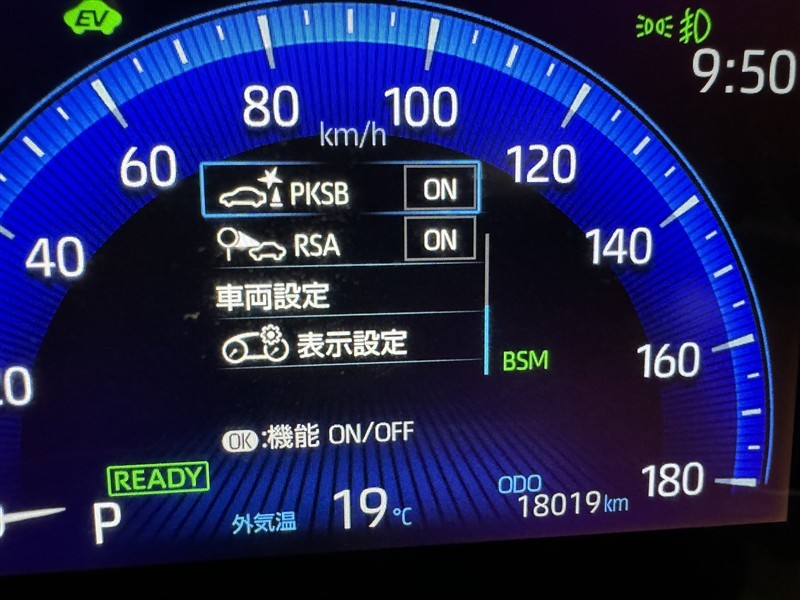 EV
9:50
80
100
km/h
60
120
PKSB ON
40
RSA ON
140
車両設定
表示設定
BSM
160
20
OK:機能 ON/OFF
READY
ODO
180
P
外気温 19℃
18019km